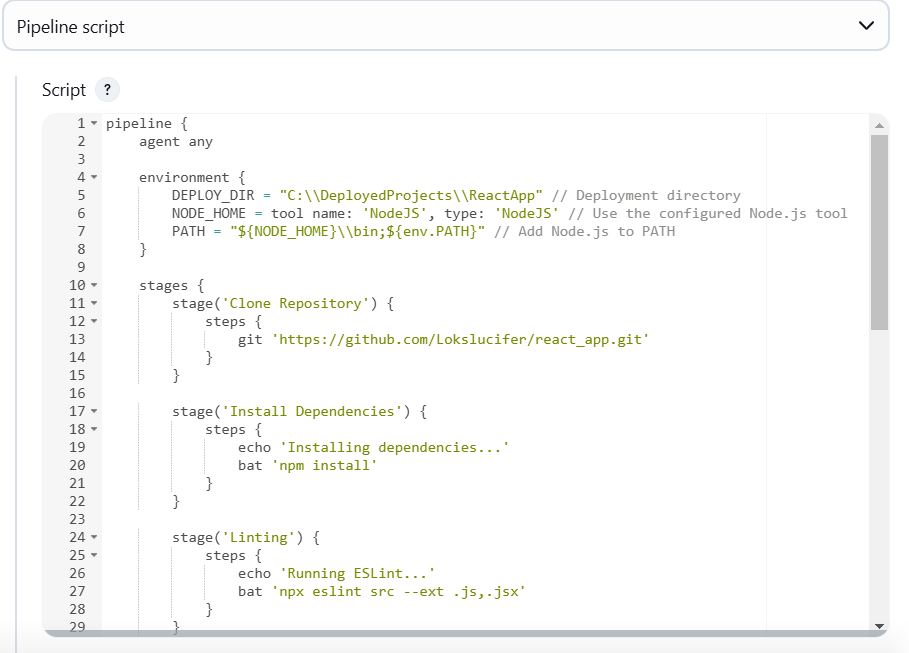 Pipeline script
Script ?
1 pipeline {
2     agent any
3
4     environment {
5         DEPLOY_DIR = "C:\\DeployedProjects\\ReactApp" // Deployment directory
6         NODE_HOME = tool name: 'NodeJS', type: 'NodeJS' // Use the configured Node.js tool
7         PATH = "${NODE_HOME}\\bin;${env.PATH}" // Add Node.js to PATH
8     }
9
10     stages {
11         stage('Clone Repository') {
12             steps {
13                 git 'https://github.com/Lokslucifer/react_app.git'
14             }
15         }
16
17         stage('Install Dependencies') {
18             steps {
19                 echo 'Installing dependencies...'
20                 bat 'npm install'
21             }
22         }
23
24         stage('Linting') {
25             steps {
26                 echo 'Running ESLint...'
27                 bat 'npx eslint src --ext .js,.jsx'
28             }
29         }